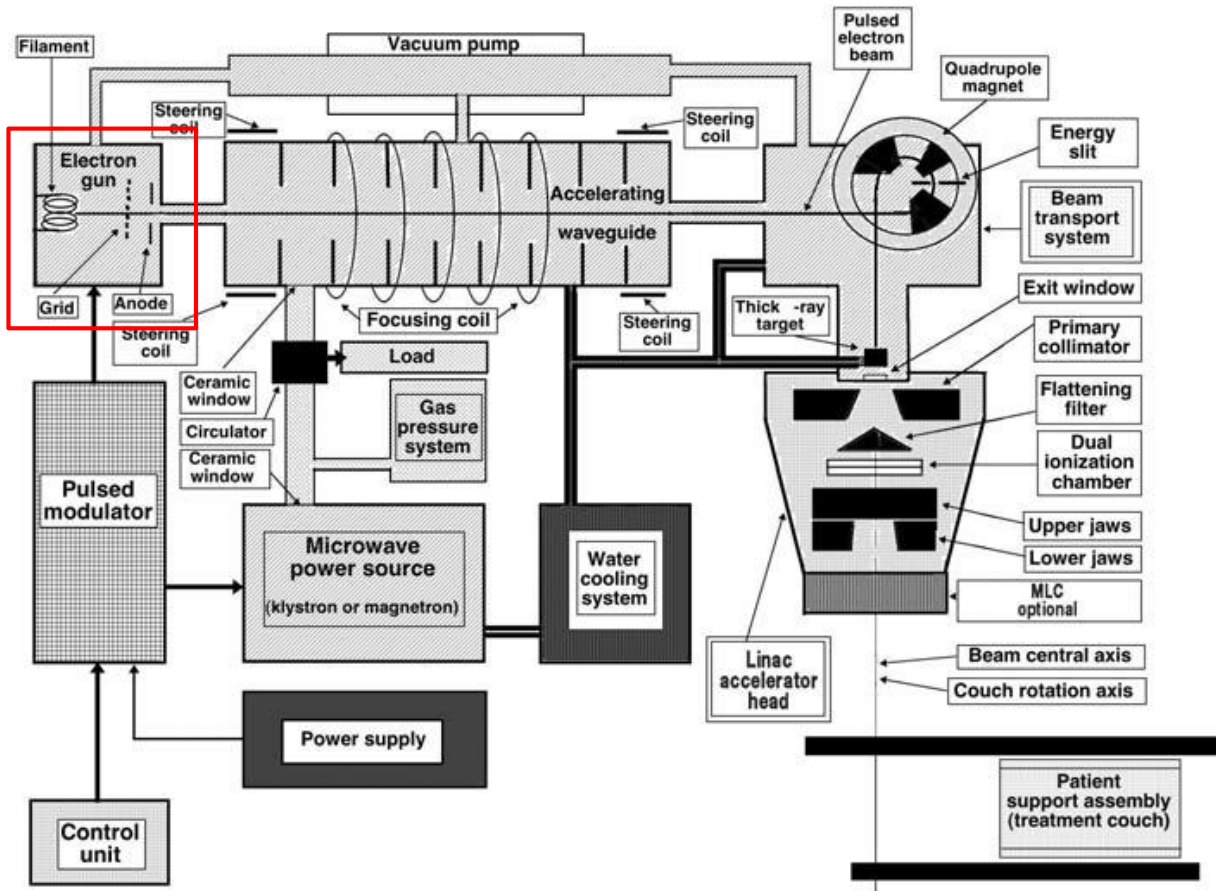 Filament
Vacuum pump
Pulsed
electron
beam
Quadrupole
magnet
Steering
coil
Steering
coil
Energy
slit
Electron
gun
Accelerating
waveguide
Beam
transport
system
Grid
Anode
Steering
coil
Focusing coil
Steering
coil
Thick -ray
target
Exit window
Primary
collimator
Load
Ceramic
window
Circulator
Gas
pressure
system
Flattening
filter
Ceramic
window
Dual
ionization
chamber
Pulsed
modulator
Microwave
power source
(klystron or magnetron)
Water
cooling
system
Upper jaws
Lower jaws
MLC
optional
Linac
accelerator
head
Beam central axis
Couch rotation axis
Power supply
Control
unit
Patient
support assembly
(treatment couch)